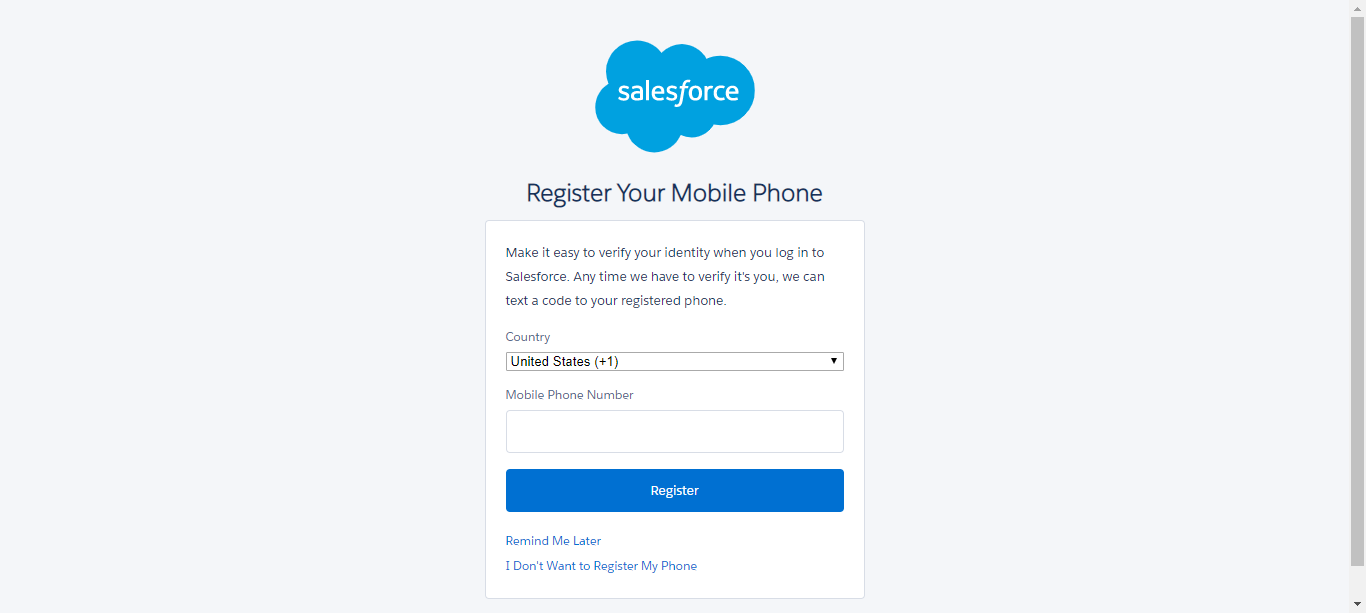 salesforce
Register Your Mobile Phone
Make it easy to verify your identity when you log in to
Salesforce. Any time we have to verify it's you, we can
text a code to your registered phone.
Country
United States (+1)
Mobile Phone Number
Register
Remind Me Later
I Don't Want to Register My Phone